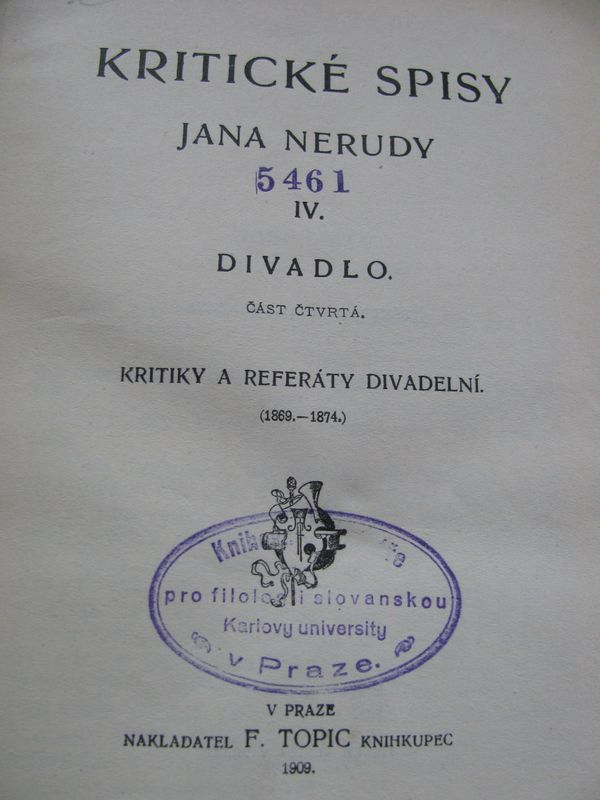 KRITICKÉ SPISY
JANA NERUDY
5461
IV.
DIVADLO.
ČÁST ČTVRTÁ.
KRITIKY A REFERÁTY DIVADELNÍ.
(1869.—1874.)
pro filologii slovanskou
Karlovy university
v Praze.
V PRAZE
NAKLADATEL F. TOPIC KNIHKUPEC
1909.